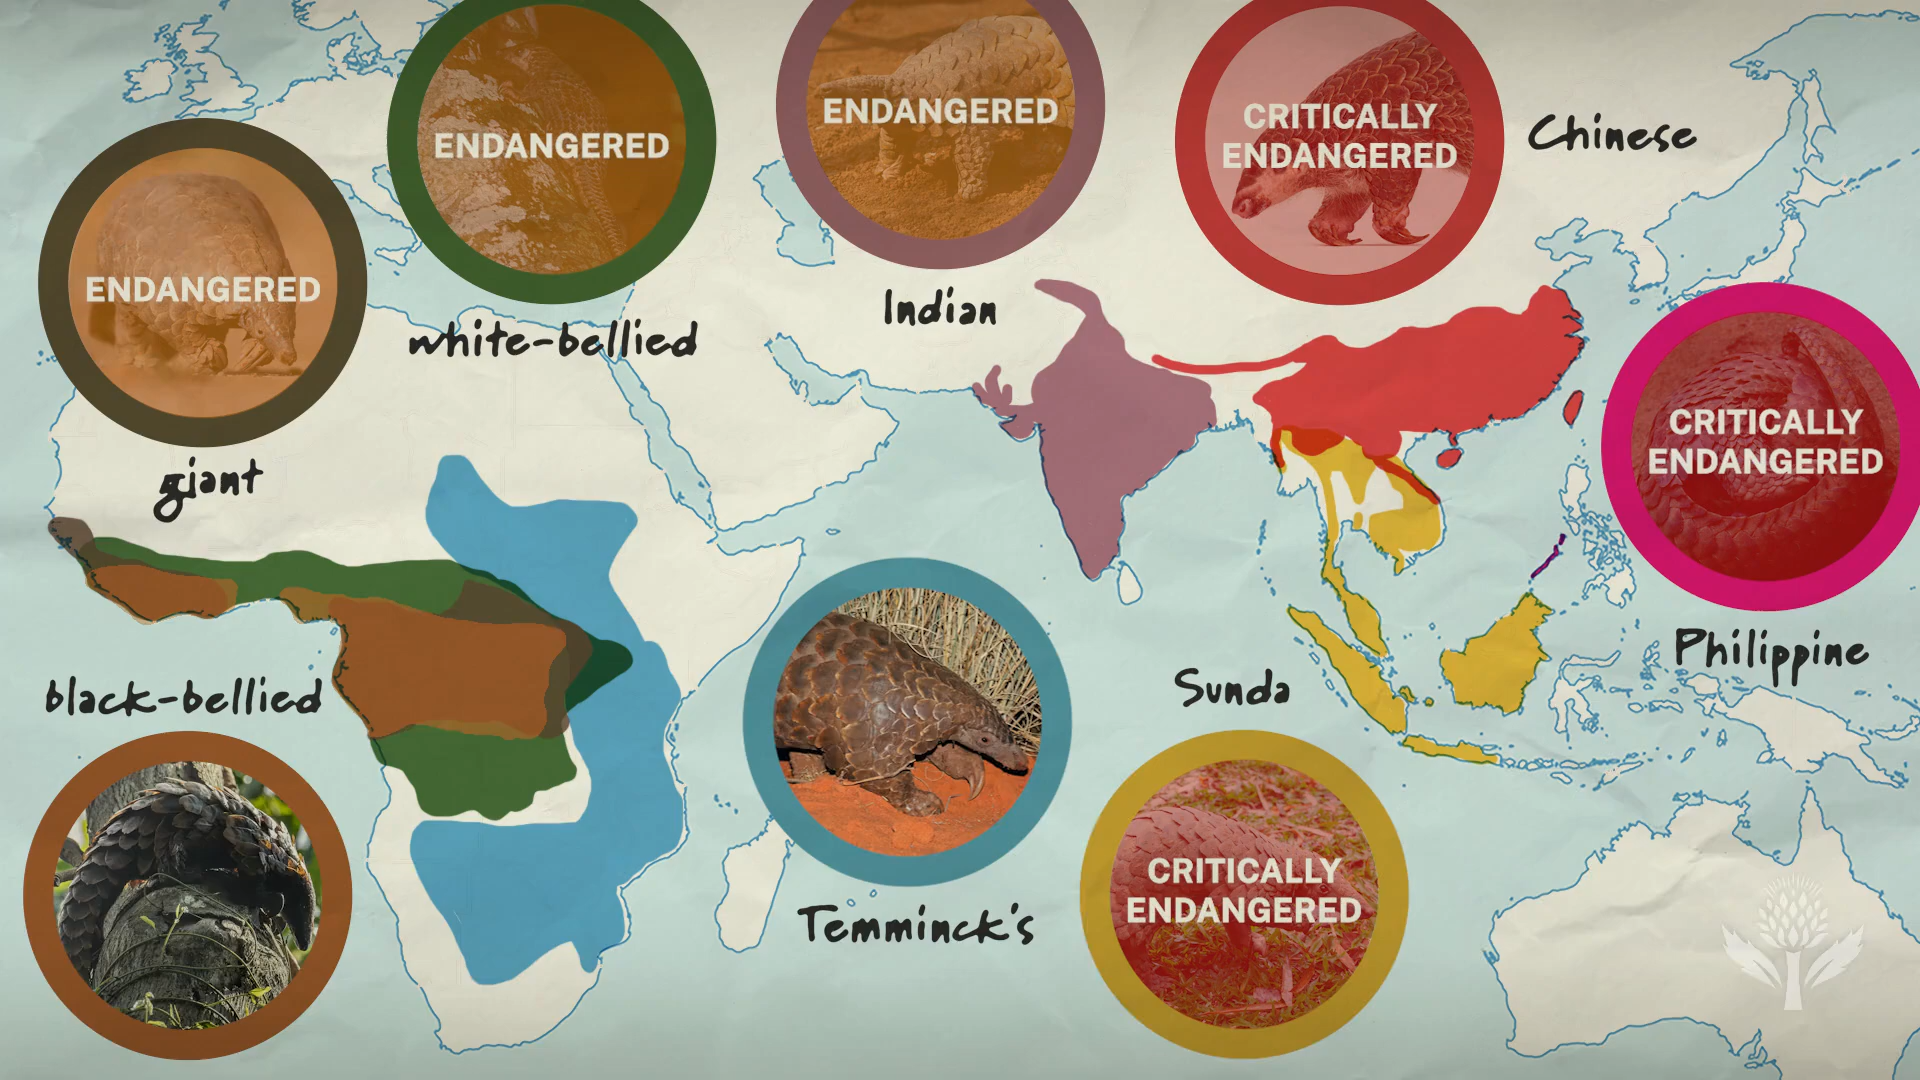 ENDANGERED
giant
ENDANGERED
white-bellied
ENDANGERED
Indian
CRITICALLY
ENDANGERED
Chinese
CRITICALLY
ENDANGERED
Philippine
black-bellied
Temminck's
Sunda
CRITICALLY
ENDANGERED